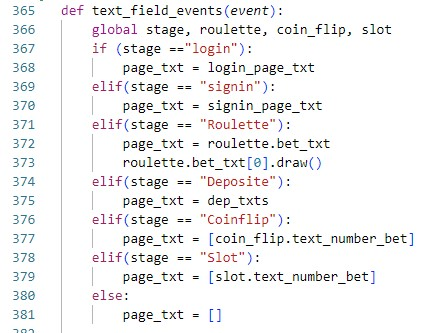 365 def text_field_events(event):
366 global stage, roulette, coin_flip, slot
367 if (stage =="login"):
368 page_txt = login_page_txt
369 elif(stage == "signin"):
370 page_txt = signin_page_txt
371 elif(stage == "Roulette"):
372 page_txt = roulette.bet_txt
373 roulette.bet_txt[0].draw()
374 elif(stage == "Deposite"):
375 page_txt = dep_txts
376 elif(stage == "Coinflip"):
377 page_txt = [coin_flip.text_number_bet]
378 elif(stage == "Slot"):
379 page_txt = [slot.text_number_bet]
380 else:
381 page_txt = []